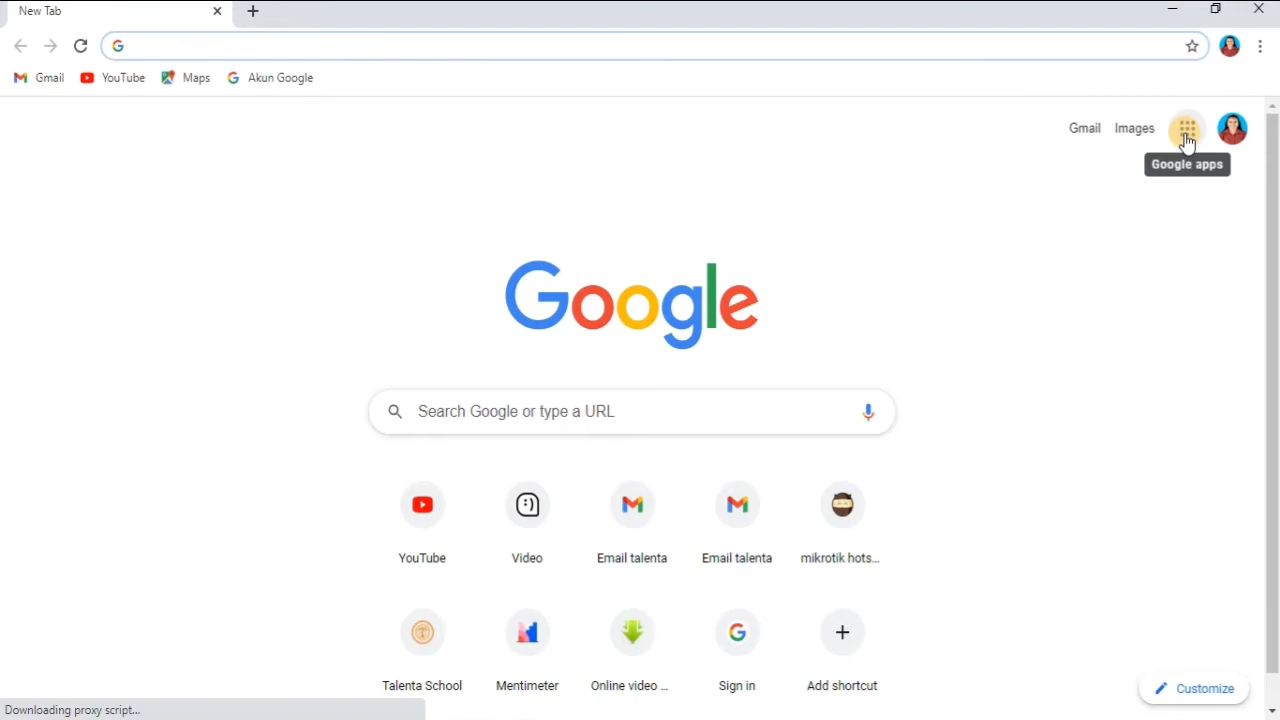 New Tab
Gmail YouTube Maps Akun Google
Gmail Images
Google apps
Google
Search Google or type a URL
YouTube Video Email talenta Email talenta mikrotik hots...
Talenta School Mentimeter Online video ... Sign in Add shortcut
Customize
Downloading proxy script...